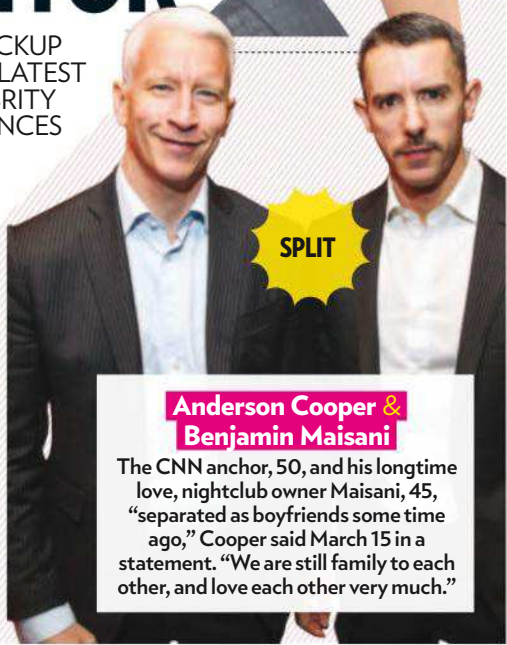 CKUP
LATEST
RITY
NCES
SPLIT
Anderson Cooper &
Benjamin Maisani
The CNN anchor, 50, and his longtime
love, nightclub owner Maisani, 45,
“separated as boyfriends some time
ago,” Cooper said March 15 in a
statement. “We are still family to each
other, and love each other very much.”